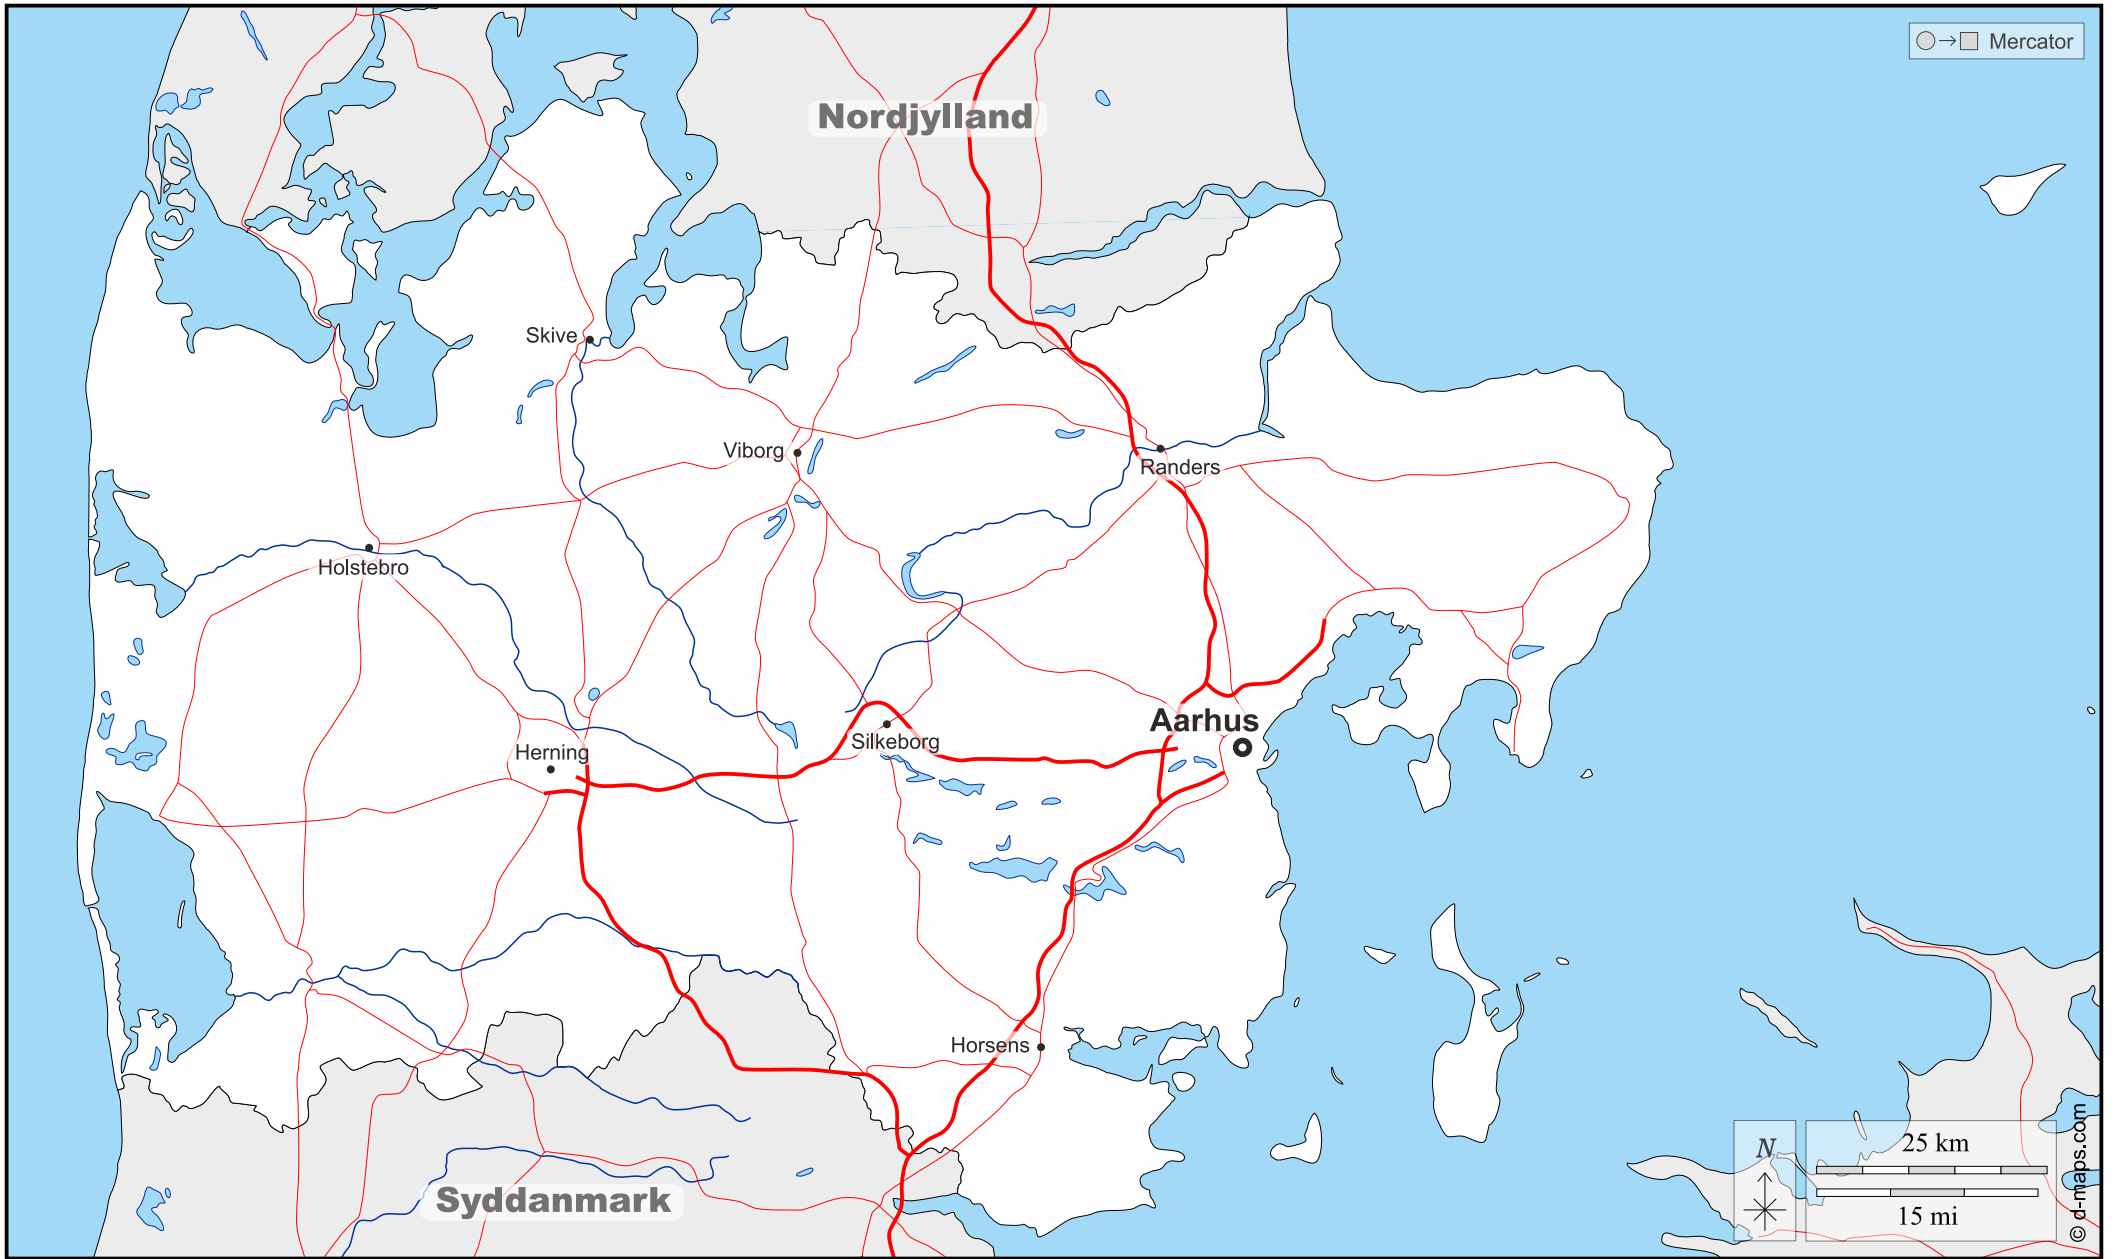 Mercator
Nordjylland
Skive
Viborg
Randers
Holstebro
Aarhus
Silkeborg
Herning
Horsens
N
25 km
15 mi
Syddanmark
© d-maps.com